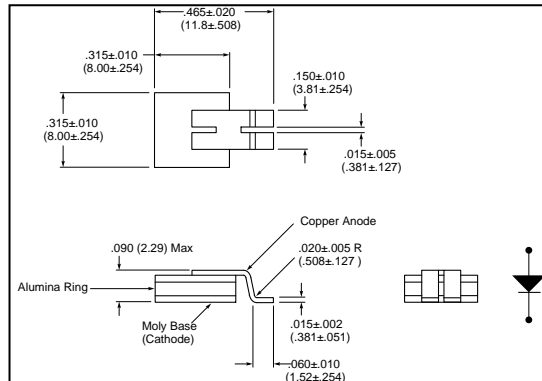 .465±.020
(11.8±.508)
.315±.010
(8.00±.254)
.150±.010
(3.81±.254)
.315±.010
(8.00±.254)
.015±.005
(.381±.127)
Copper Anode
.090 (2.29) Max
.020±.005 R
(.508±.127 )
Alumina Ring
Moly Base
(Cathode)
.015±.002
(.381±.051)
.060±.010
(1.52±.254)